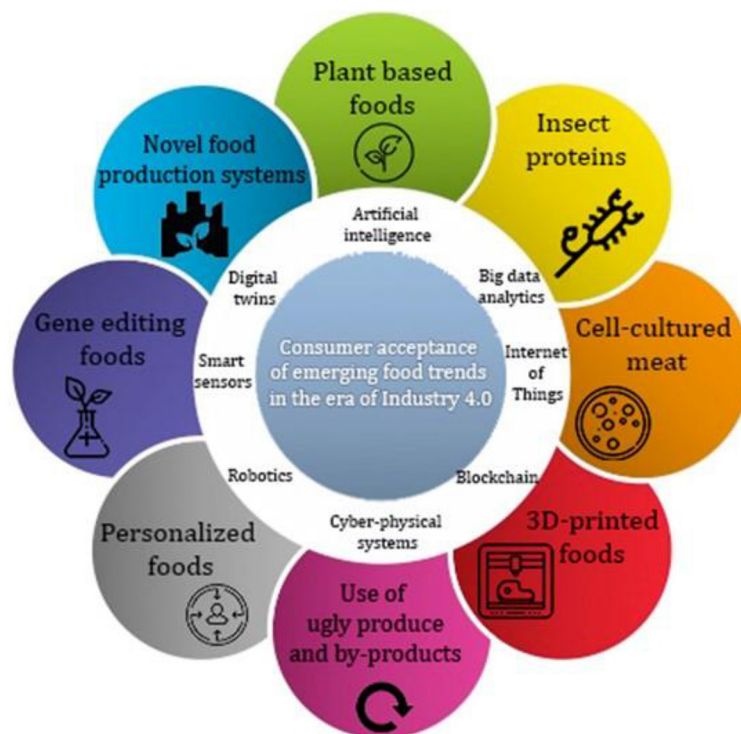 Plant based
foods
Insect
proteins
Cell-cultured
meat
3D-printed
foods
Use of
ugly produce
and by-products
Personalized
foods
Gene editing
foods
Novel food
production systems
Artificial
intelligence
Big data
analytics
Internet
of
Things
Blockchain
Cyber-physical
systems
Robotics
Smart
sensors
Digital
twins
Consumer acceptance
of emerging food trends
in the era of Industry 4.0